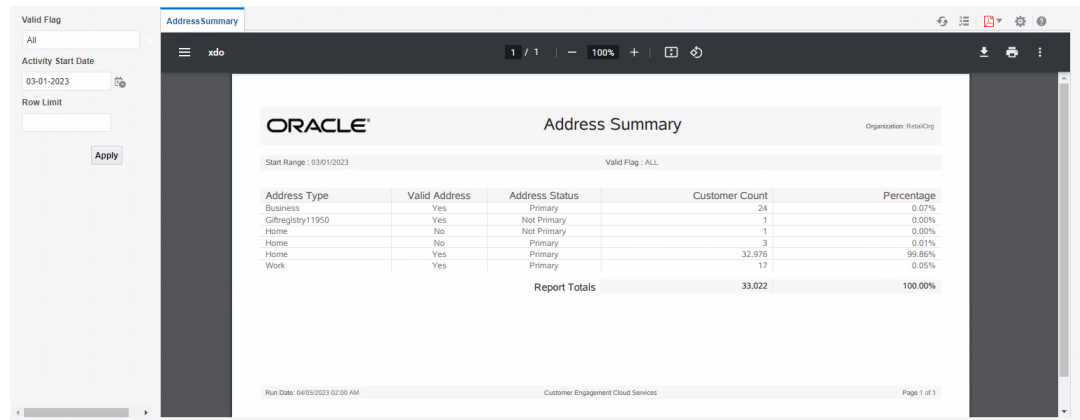 Valid Flag
All
Activity Start Date
03-01-2023
Row Limit
Apply
AddressSummary
xdo
1 / 1
100%
ORACLE
Address Summary
Organization: RetailOrg
Start Range : 03/01/2023 Valid Flag : ALL
Address Type Valid Address Address Status Customer Count Percentage
Business Yes Primary 24 0.07%
Giftregistry11950 Yes Not Primary 1 0.00%
Home No Not Primary 1 0.00%
Home No Primary 3 0.01%
Home Yes Primary 32,976 99.86%
Work Yes Primary 17 0.05%
Report Totals 33,022 100.00%
Run Date: 04/05/2023 02:00 AM Customer Engagement Cloud Services Page 1 of 1